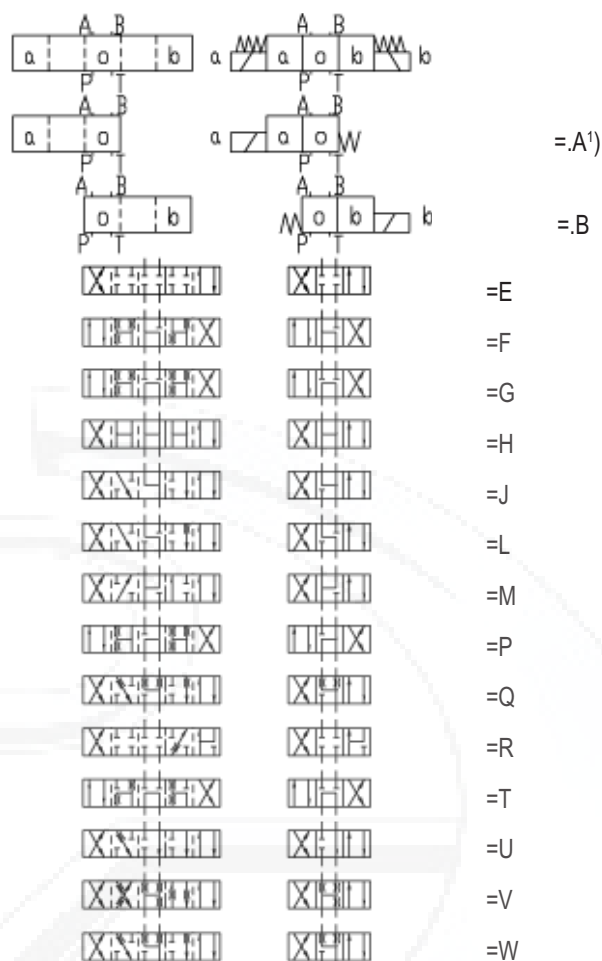 A B A B
a o b a a o b b
P T P T
A B A B
a o a a o =.A¹)
P T P T
A B A B
o b o b b =.B
P T P T
=E
=F
=G
=H
=J
=L
=M
=P
=Q
=R
=T
=U
=V
=W